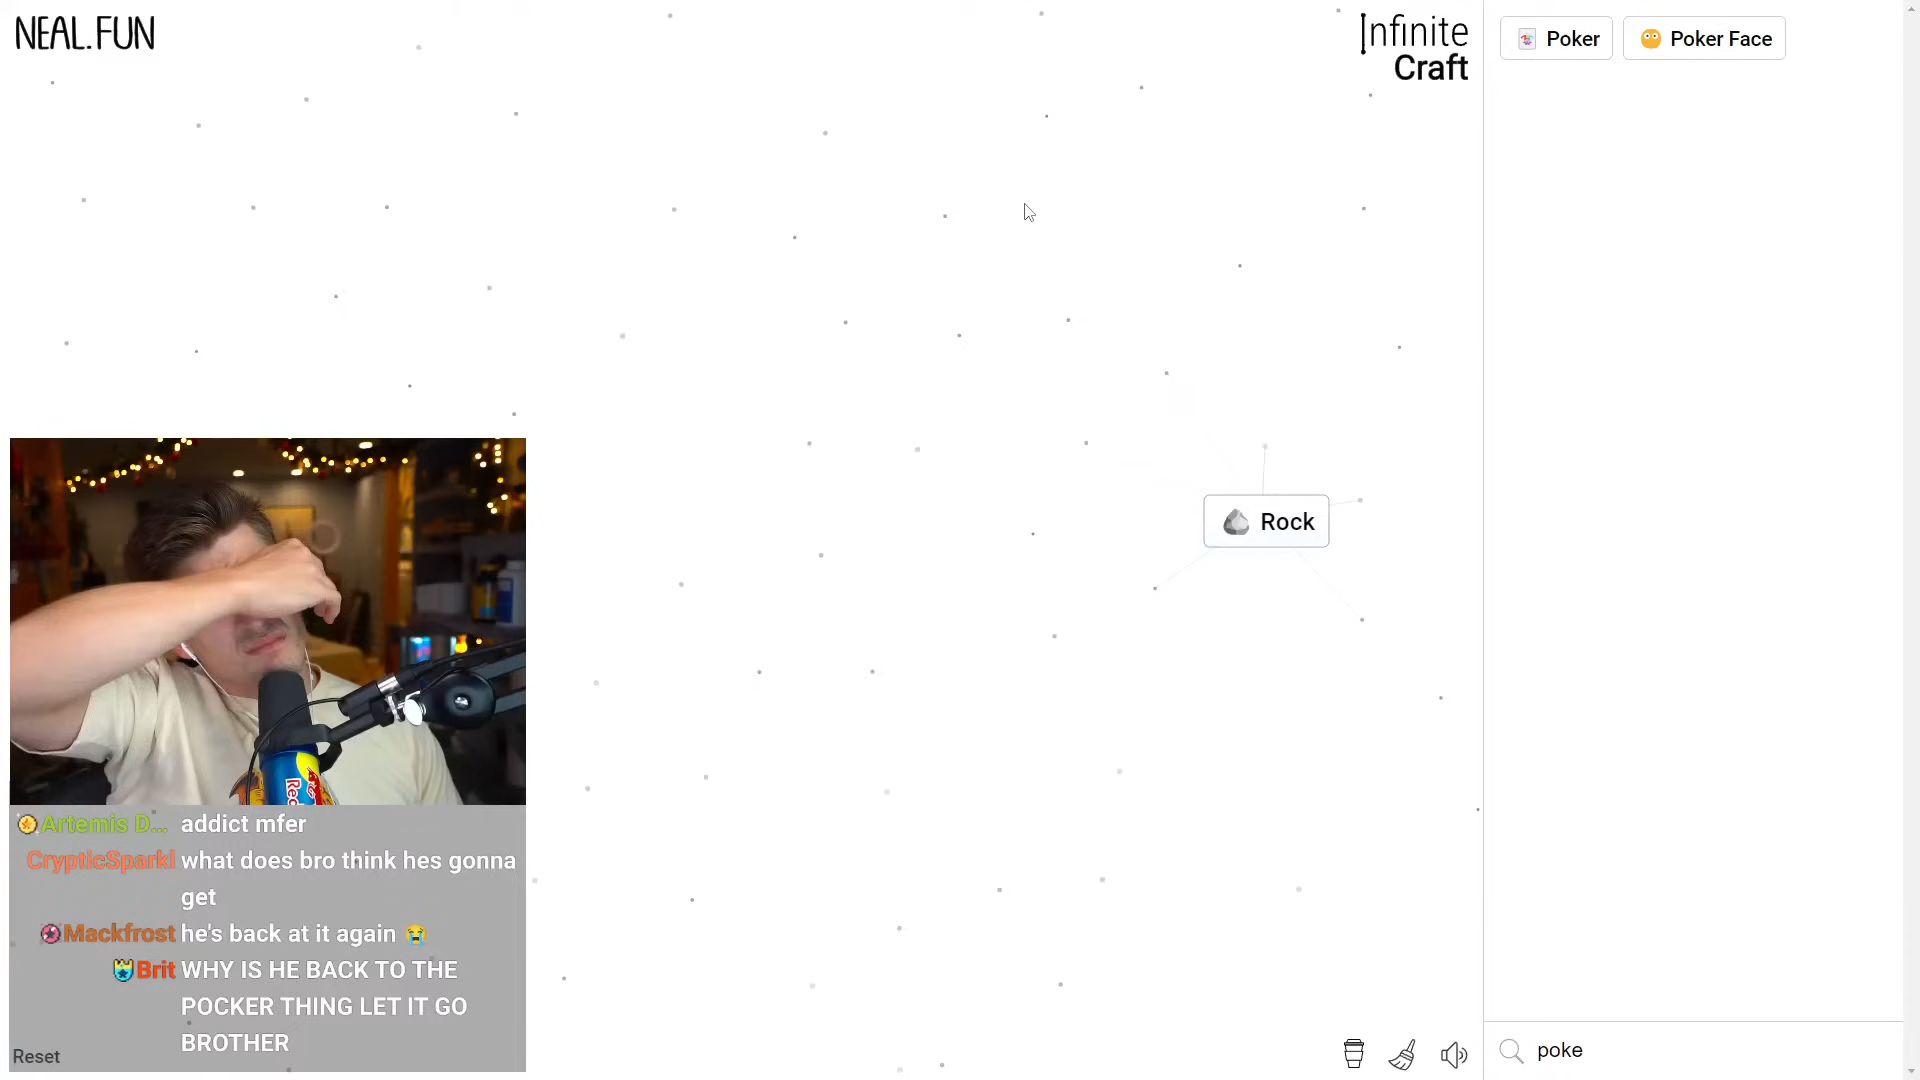 NEAL.FUN
Infinite
Craft
Poker
Poker Face
Rock
Red
Artemis D... addict mfer
CrypticSparkl what does bro think hes gonna
get
Mackfrost he's back at it again 😭
Brit WHY IS HE BACK TO THE
POCKER THING LET IT GO
BROTHER
Reset
poke